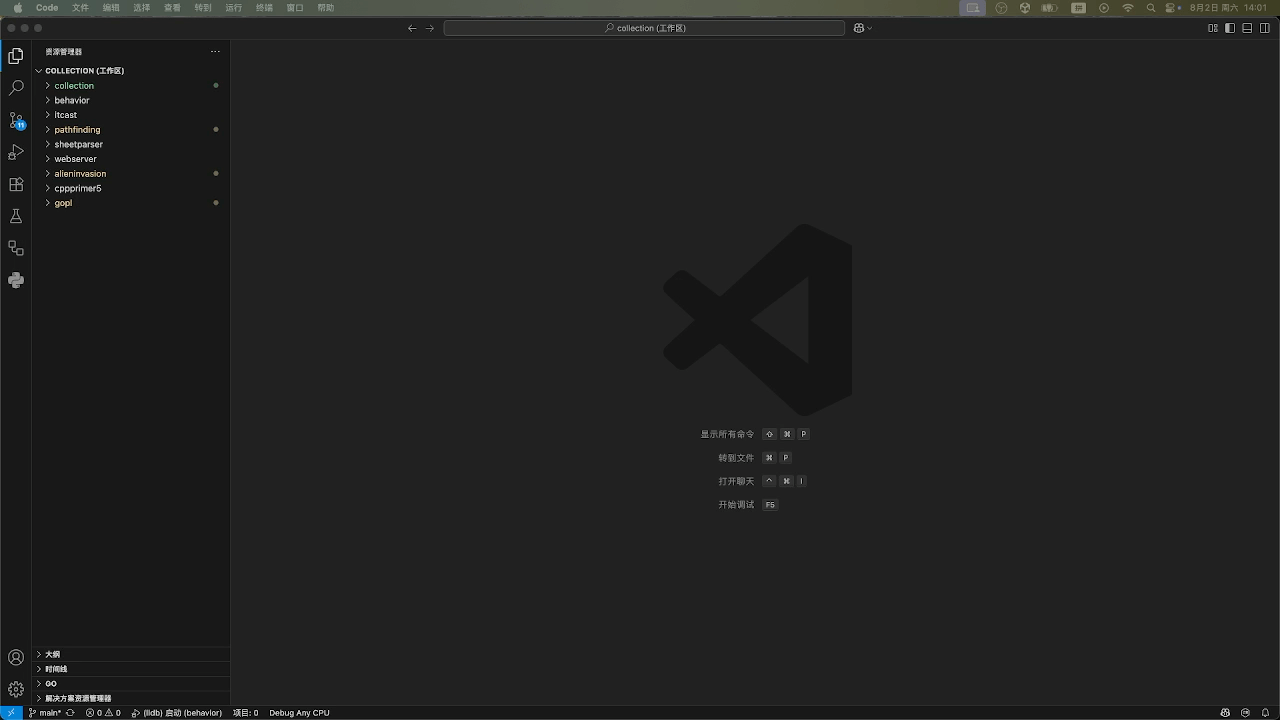 Code 文件 编辑 选择 查看 转到 运行 终端 窗口 帮助 8月2日 周六 14:01
collection (工作区)
资源管理器
COLLECTION (工作区)
collection
behavior
itcast
pathfinding
sheetparser
webserver
alieninvasion
cppprimer5
gopl
11
显示所有命令 ⇧ ⌘ P
转到文件 ⌘ P
打开聊天 ^ ⌘ I
开始调试 F5
大纲
时间线
GO
解决方案资源管理器
main* 0 0 (lldb) 启动 (behavior) 项目: 0 Debug Any CPU